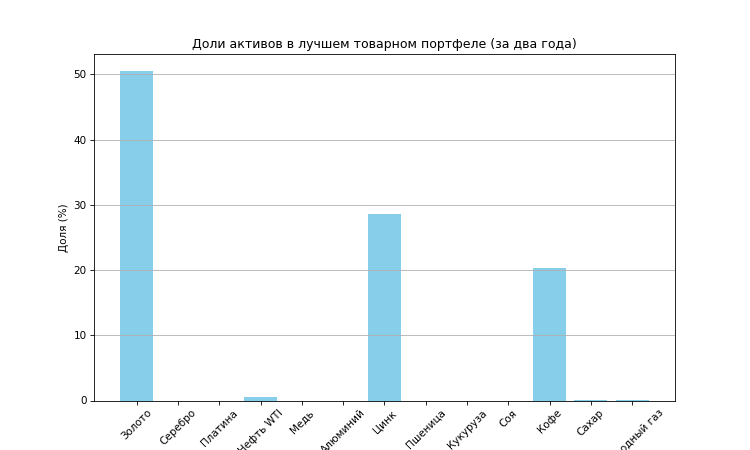 Доли активов в лучшем товарном портфеле (за два года)
Доля (%)
50
40
30
20
10
0
Золото
Серебро
Платина
Нефть WTI
Медь
Алюминий
Цинк
Пшеница
Кукуруза
Соя
Кофе
Сахар
газ